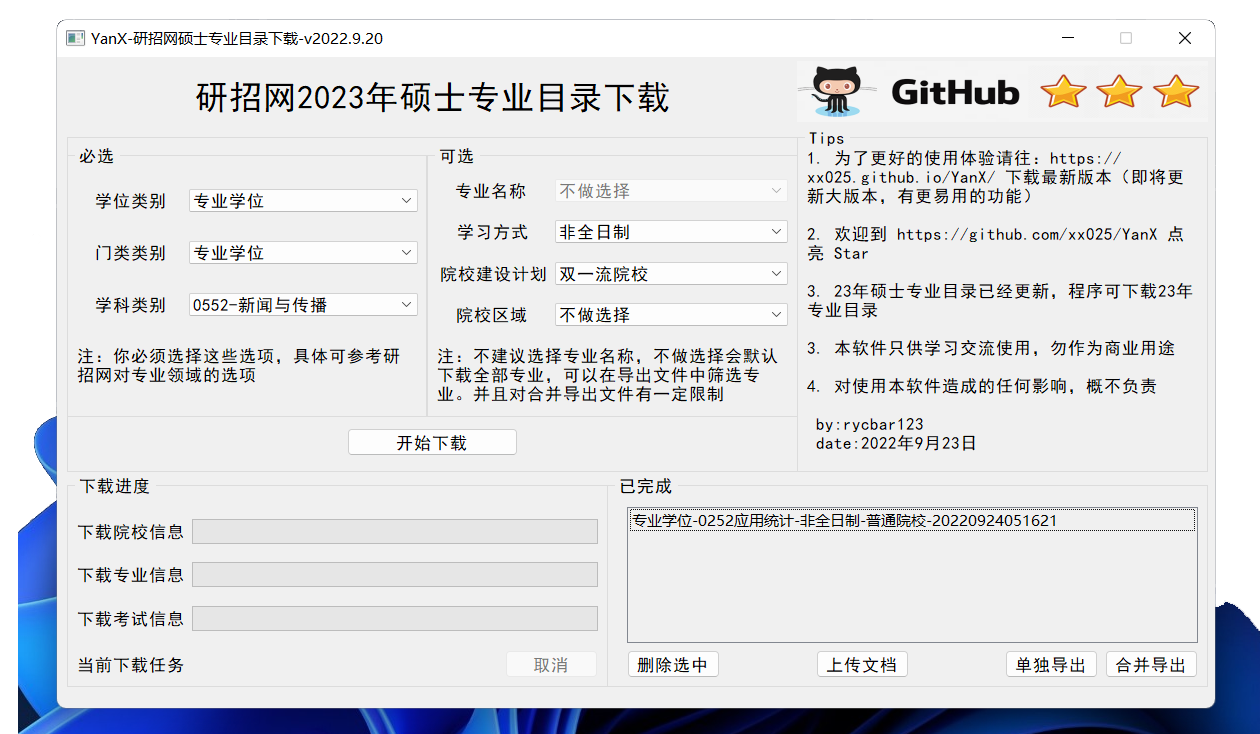 YanX-研招网硕士专业目录下载-v2022.9.20
研招网2023年硕士专业目录下载
GitHub
必选
学位类别 专业学位
门类类别 专业学位
学科类别 0552-新闻与传播
注：你必须选择这些选项，具体可参考研
招网对专业领域的选项
可选
专业名称 不做选择
学习方式 非全日制
院校建设计划 双一流院校
院校区域 不做选择
注：不建议选择专业名称，不做选择会默认
下载全部专业，可以在导出文件中筛选专
业。并且对合并导出文件有一定限制
开始下载
Tips
1. 为了更好的使用体验请往：https://
xx025.github.io/YanX/ 下载最新版本（即将更
新大版本，有更易用的功能）
2. 欢迎到 https://github.com/xx025/YanX 点
亮 Star
3. 23年硕士专业目录已经更新，程序可下载23年
专业目录
3. 本软件只供学习交流使用，勿作为商业用途
4. 对使用本软件造成的任何影响，概不负责
by:rycbar123
date:2022年9月23日
下载进度
下载院校信息
下载专业信息
下载考试信息
当前下载任务
取消
已完成
专业学位-0252应用统计-非全日制-普通院校-20220924051621
删除选中
上传文档
单独导出
合并导出